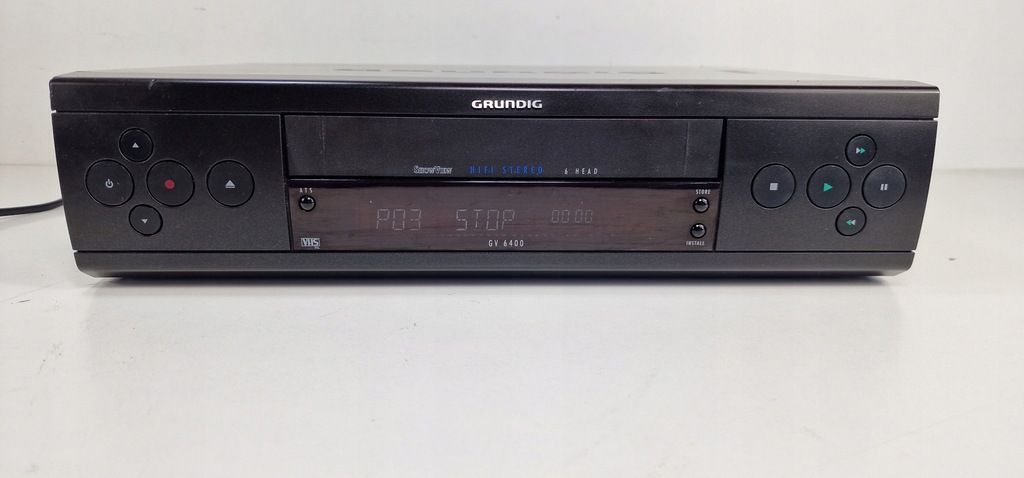 GRUNDIG
SHOWVIEW HIFI STEREO 6 HEAD
ATS STORE
P03 STOP 00:00
VHS GV 6400 INSTALL